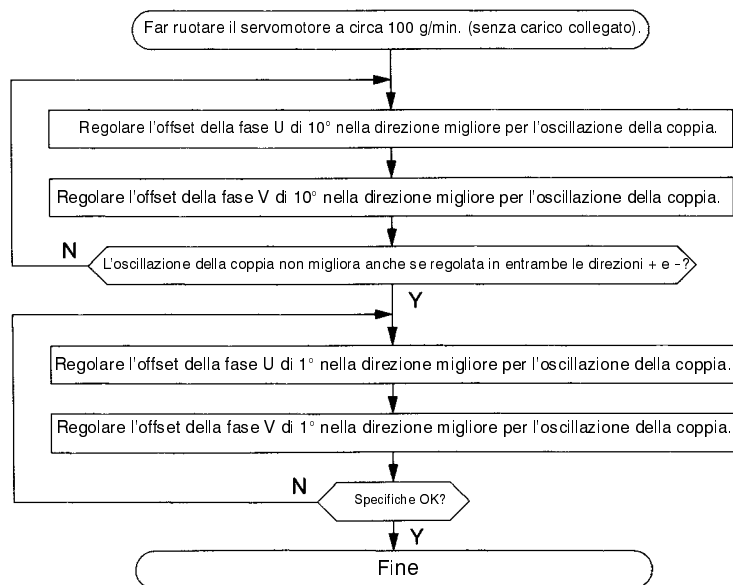 Far ruotare il servomotore a circa 100 g/min. (senza carico collegato).
Regolare l'offset della fase U di 10° nella direzione migliore per l'oscillazione della coppia.
Regolare l'offset della fase V di 10° nella direzione migliore per l'oscillazione della coppia.
N
L'oscillazione della coppia non migliora anche se regolata in entrambe le direzioni + e -?
Y
Regolare l'offset della fase U di 1° nella direzione migliore per l'oscillazione della coppia.
Regolare l'offset della fase V di 1° nella direzione migliore per l'oscillazione della coppia.
N
Specifiche OK?
Y
Fine